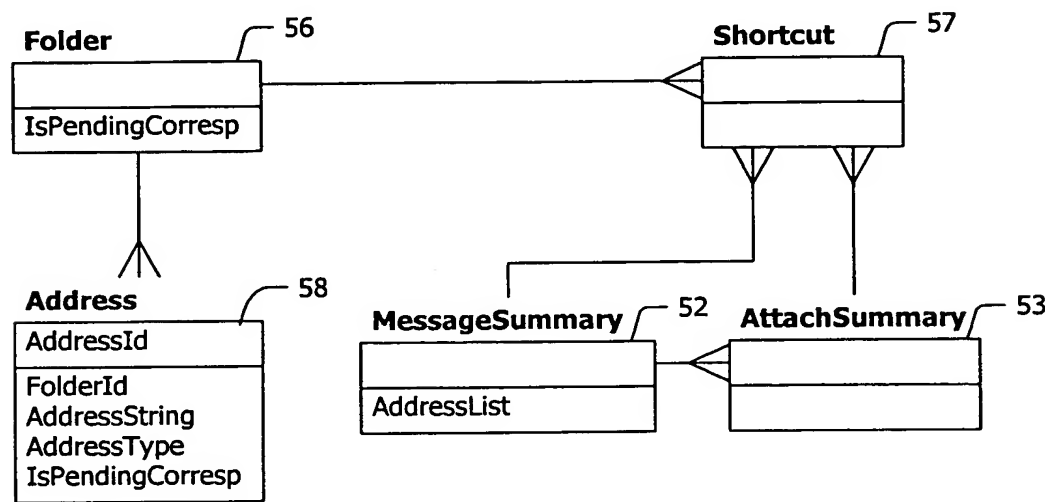 56
Folder
IsPendingCorresp
57
Shortcut
58
Address
AddressId
FolderId
AddressString
AddressType
IsPendingCorresp
52
MessageSummary
AddressList
53
AttachSummary